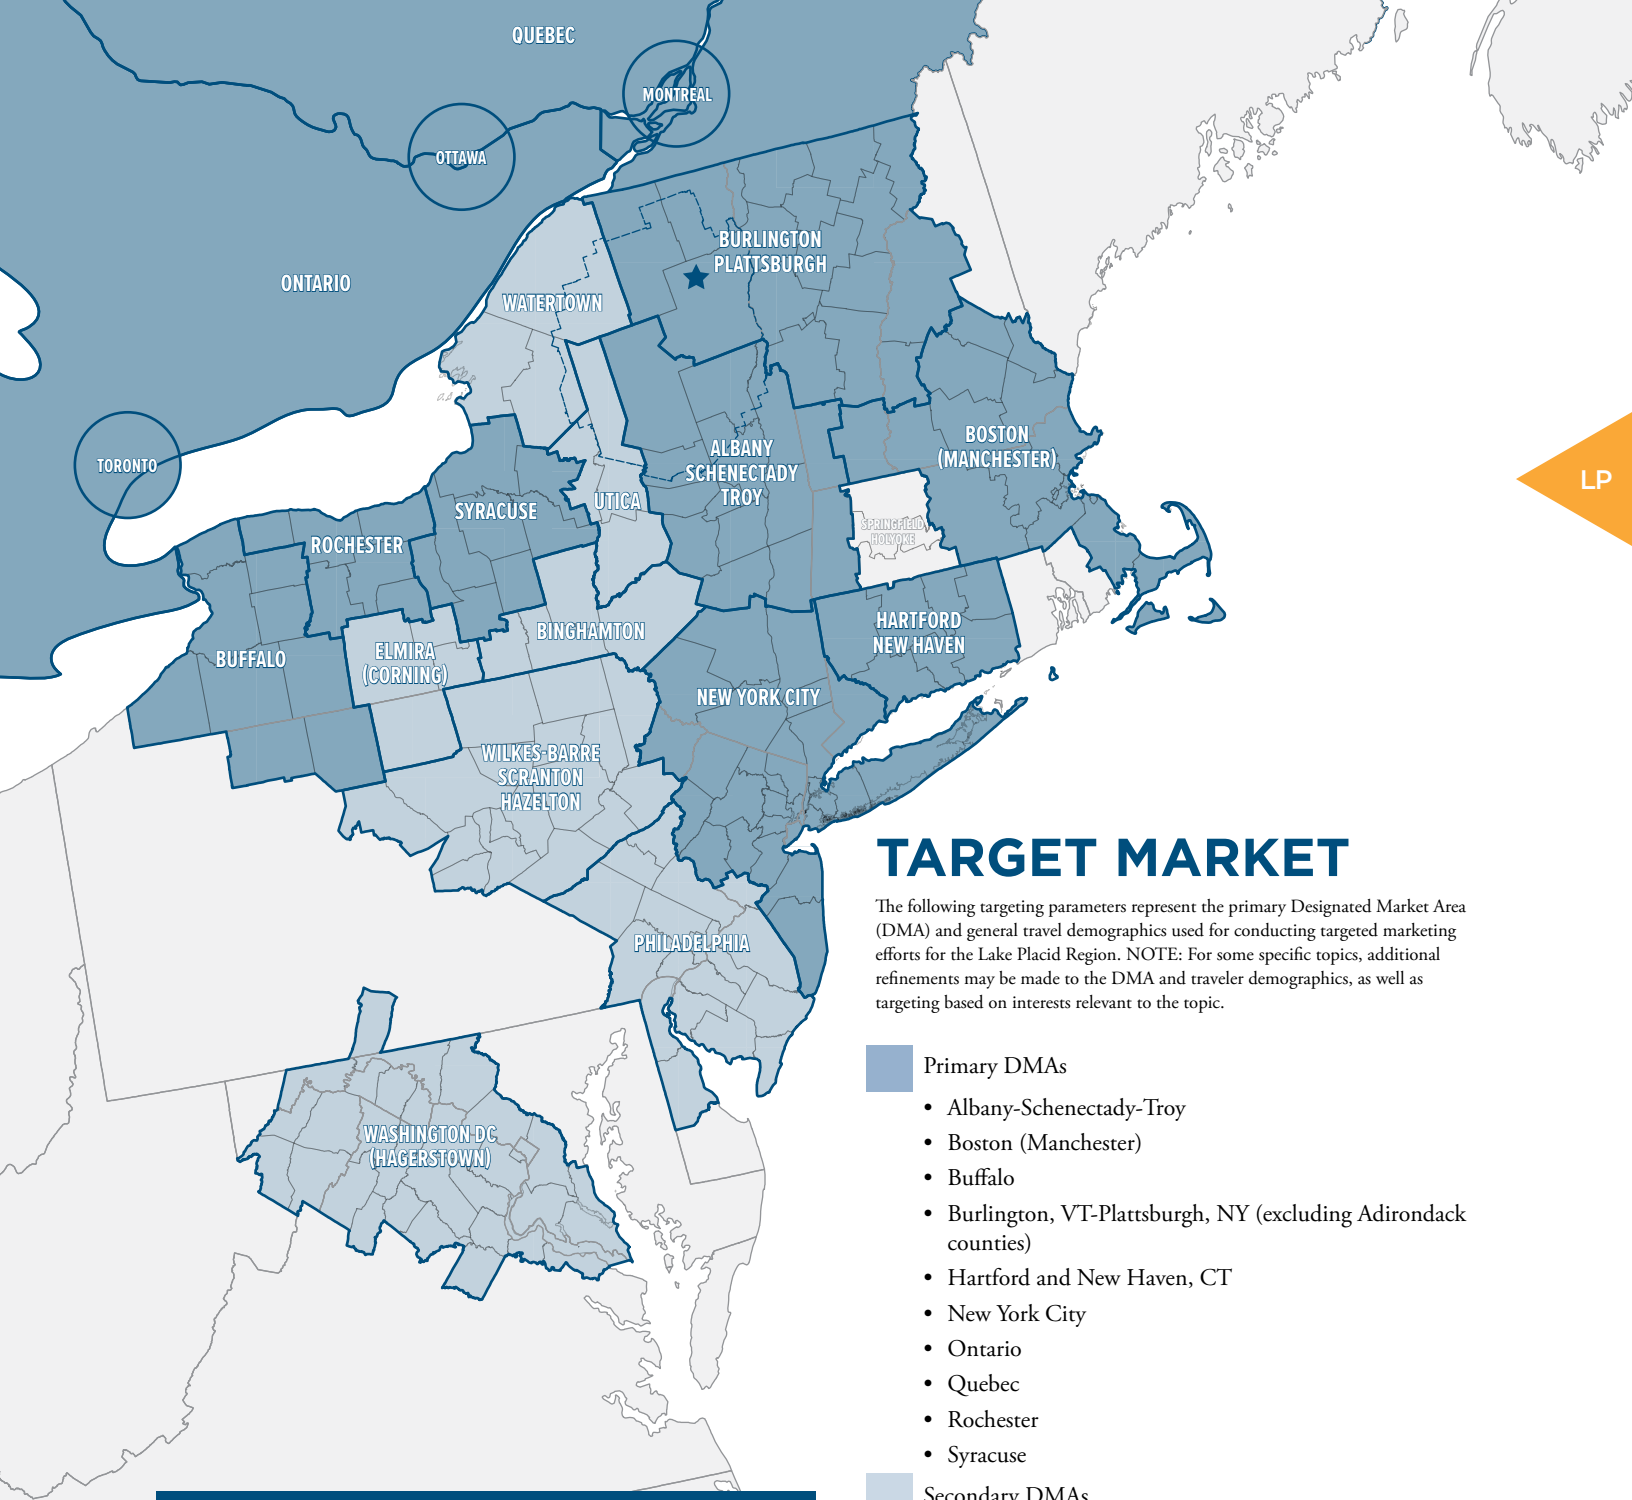 QUEBEC
MONTREAL
OTTAWA
BURLINGTON
PLATTSBURGH
ONTARIO
WATERTOWN
TORONTO
BOSTON
(MANCHESTER)
ALBANY
SCHENECTADY
TROY
LP
UTICA
SYRACUSE
SPRINGFIELD
HOLYOKE
ROCHESTER
HARTFORD
NEW HAVEN
BINGHAMTON
ELMIRA
(CORNING)
BUFFALO
NEW YORK CITY
WILKES-BARRE
SCRANTON
HAZELTON
PHILADELPHIA
WASHINGTON DC
(HAGERSTOWN)
TARGET MARKET
The following targeting parameters represent the primary Designated Market Area
(DMA) and general travel demographics used for conducting targeted marketing
efforts for the Lake Placid Region. NOTE: For some specific topics, additional
refinements may be made to the DMA and traveler demographics, as well as
targeting based on interests relevant to the topic.
Primary DMAs
• Albany-Schenectady-Troy
• Boston (Manchester)
• Buffalo
• Burlington, VT-Plattsburgh, NY (excluding Adirondack
counties)
• Hartford and New Haven, CT
• New York City
• Ontario
• Quebec
• Rochester
• Syracuse
Secondary DMAs